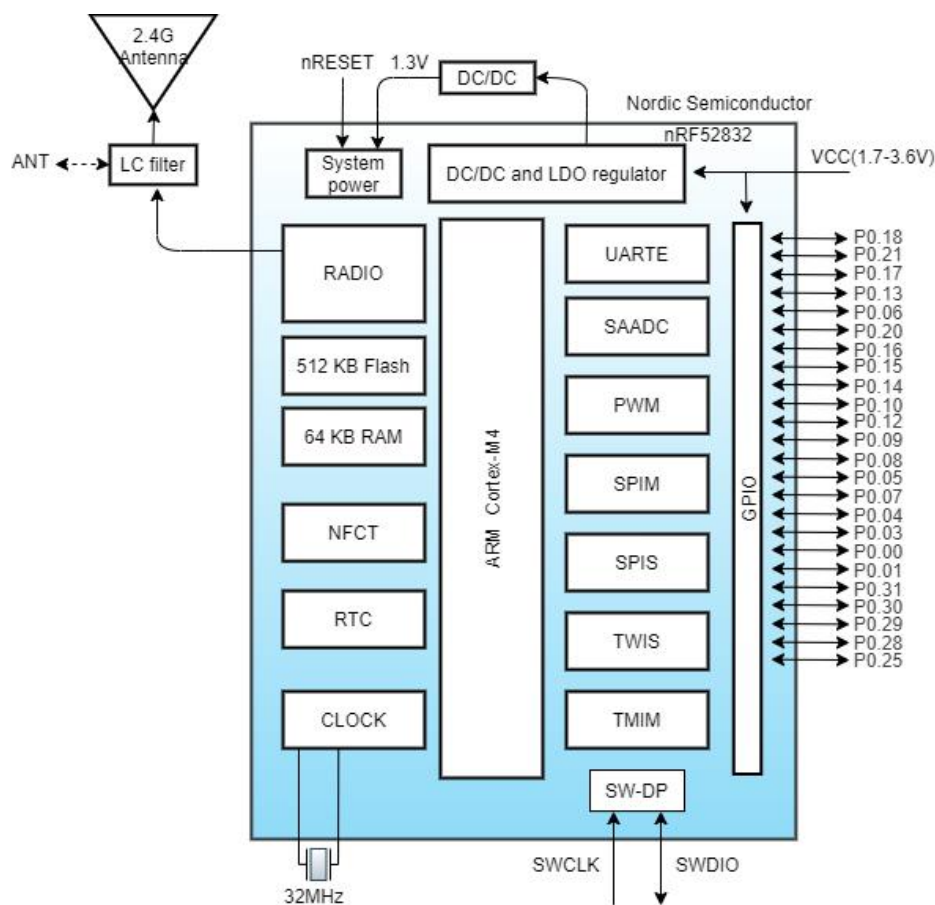 2.4G
Antenna
nRESET
1.3V
DC/DC
Nordic Semiconductor
nRF52832
ANT
LC filter
System
power
DC/DC and LDO regulator
VCC(1.7-3.6V)
RADIO
512 KB Flash
64 KB RAM
NFCT
RTC
CLOCK
32MHz
ARM Cortex-M4
UARTE
SAADC
PWM
SPIM
SPIS
TWIS
TMIM
SW-DP
SWCLK
SWDIO
GPIO
P0.18
P0.21
P0.17
P0.13
P0.06
P0.20
P0.16
P0.15
P0.14
P0.10
P0.12
P0.09
P0.08
P0.05
P0.07
P0.04
P0.03
P0.00
P0.01
P0.31
P0.30
P0.29
P0.28
P0.25